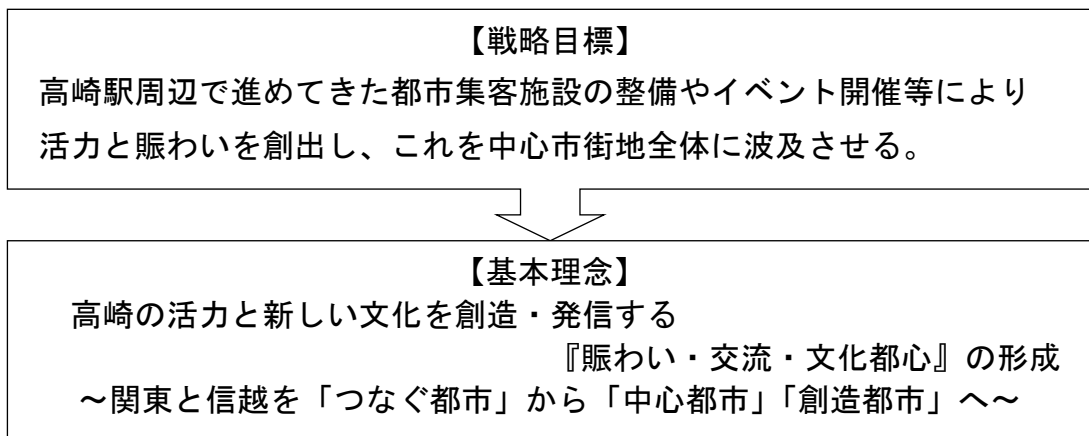 【戦略目標】
高崎駅周辺で進めてきた都市集客施設の整備やイベント開催等により
活力と賑わいを創出し、これを中心市街地全体に波及させる。
【基本理念】
高崎の活力と新しい文化を創造・発信する
『賑わい・交流・文化都心』の形成
～関東と信越を「つなぐ都市」から「中心都市」「創造都市」へ～